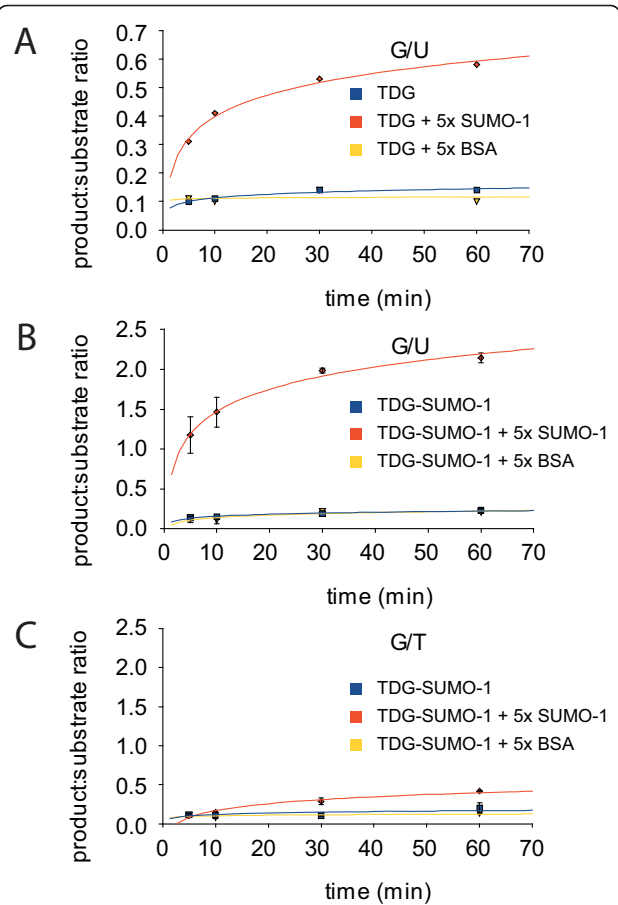 A
G/U
0.7
0.6
0.5
0.4
0.3
0.2
0.1
0.0
product:substrate ratio
TDG
TDG + 5x SUMO-1
TDG + 5x BSA
0 10 20 30 40 50 60 70
time (min)
B
G/U
2.5
2.0
1.5
1.0
0.5
0.0
product:substrate ratio
TDG-SUMO-1
TDG-SUMO-1 + 5x SUMO-1
TDG-SUMO-1 + 5x BSA
0 10 20 30 40 50 60 70
time (min)
C
G/T
2.5
2.0
1.5
1.0
0.5
0.0
product:substrate ratio
TDG-SUMO-1
TDG-SUMO-1 + 5x SUMO-1
TDG-SUMO-1 + 5x BSA
0 10 20 30 40 50 60 70
time (min)